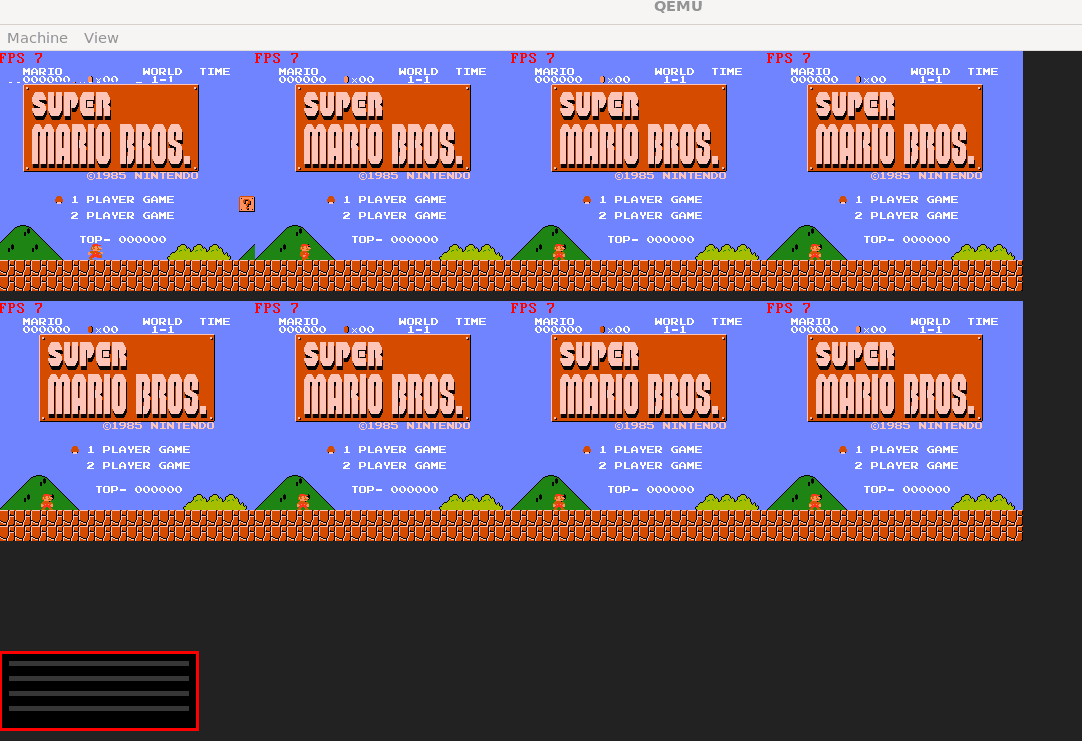 QEMU
Machine View
FPS 7 FPS 7 FPS 7 FPS 7
MARIO WORLD TIME MARIO WORLD TIME MARIO WORLD TIME MARIO WORLD TIME
000000 ×00 1-1 000000 ×00 1-1 000000 ×00 1-1 000000 ×00 1-1
SUPER SUPER SUPER SUPER
MARIO BROS. MARIO BROS. MARIO BROS. MARIO BROS.
©1985 NINTENDO ©1985 NINTENDO ©1985 NINTENDO ©1985 NINTENDO
1 PLAYER GAME ? 1 PLAYER GAME 1 PLAYER GAME 1 PLAYER GAME
2 PLAYER GAME 2 PLAYER GAME 2 PLAYER GAME 2 PLAYER GAME
TOP- 000000 TOP- 000000 TOP- 000000 TOP- 000000
FPS 7 FPS 7 FPS 7 FPS 7
MARIO WORLD TIME MARIO WORLD TIME MARIO WORLD TIME MARIO WORLD TIME
000000 ×00 1-1 000000 ×00 1-1 000000 ×00 1-1 000000 ×00 1-1
SUPER SUPER SUPER SUPER
MARIO BROS. MARIO BROS. MARIO BROS. MARIO BROS.
©1985 NINTENDO ©1985 NINTENDO ©1985 NINTENDO ©1985 NINTENDO
1 PLAYER GAME 1 PLAYER GAME 1 PLAYER GAME 1 PLAYER GAME
2 PLAYER GAME 2 PLAYER GAME 2 PLAYER GAME 2 PLAYER GAME
TOP- 000000 TOP- 000000 TOP- 000000 TOP- 000000